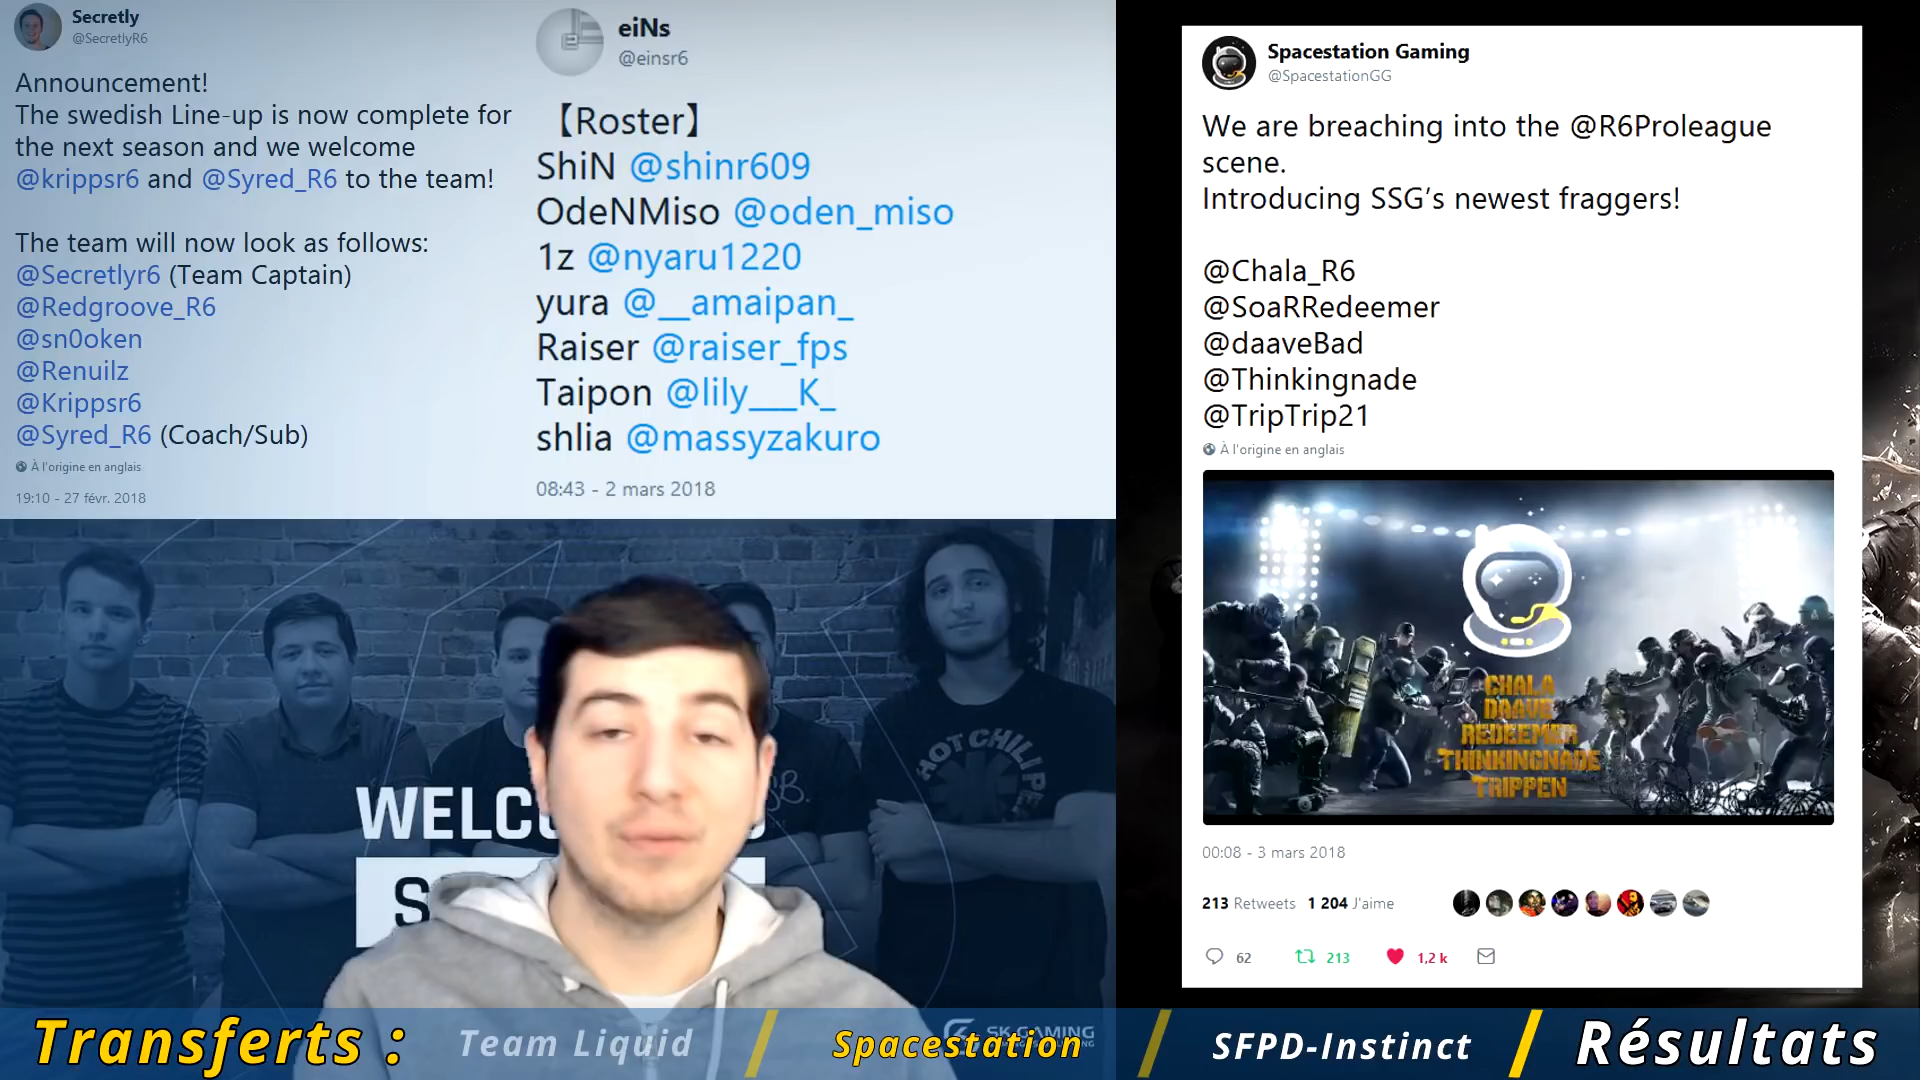 Secretly
@SecretlyR6
Announcement!
The swedish Line-up is now complete for
the next season and we welcome
@krippsr6 and @Syred_R6 to the team!
The team will now look as follows:
@Secretlyr6 (Team Captain)
@Redgroove_R6
@sn0oken
@Renuilz
@Krippsr6
@Syred_R6 (Coach/Sub)
À l'origine en anglais
19:10 - 27 févr. 2018
eiNs
@einsr6
【Roster】
ShiN @shinr609
OdeNMiso @oden_miso
1z @nyaru1220
yura @__amaipan_
Raiser @raiser_fps
Taipon @lily___K_
shlia @massyzakuro
08:43 - 2 mars 2018
Spacestation Gaming
@SpacestationGG
We are breaching into the @R6Proleague
scene.
Introducing SSG's newest fraggers!
@Chala_R6
@SoaRRedeemer
@daaveBad
@Thinkingnade
@TripTrip21
À l'origine en anglais
CHALA
DAAVE
REDEEMER
THINKINGNADE
TRIPPEN
00:08 - 3 mars 2018
213 Retweets 1 204 J'aime
62 213 1,2 k
HOT CHILI PE
SK GAMING
Transferts : Team Liquid / Spacestation / SFPD-Instinct / Résultats